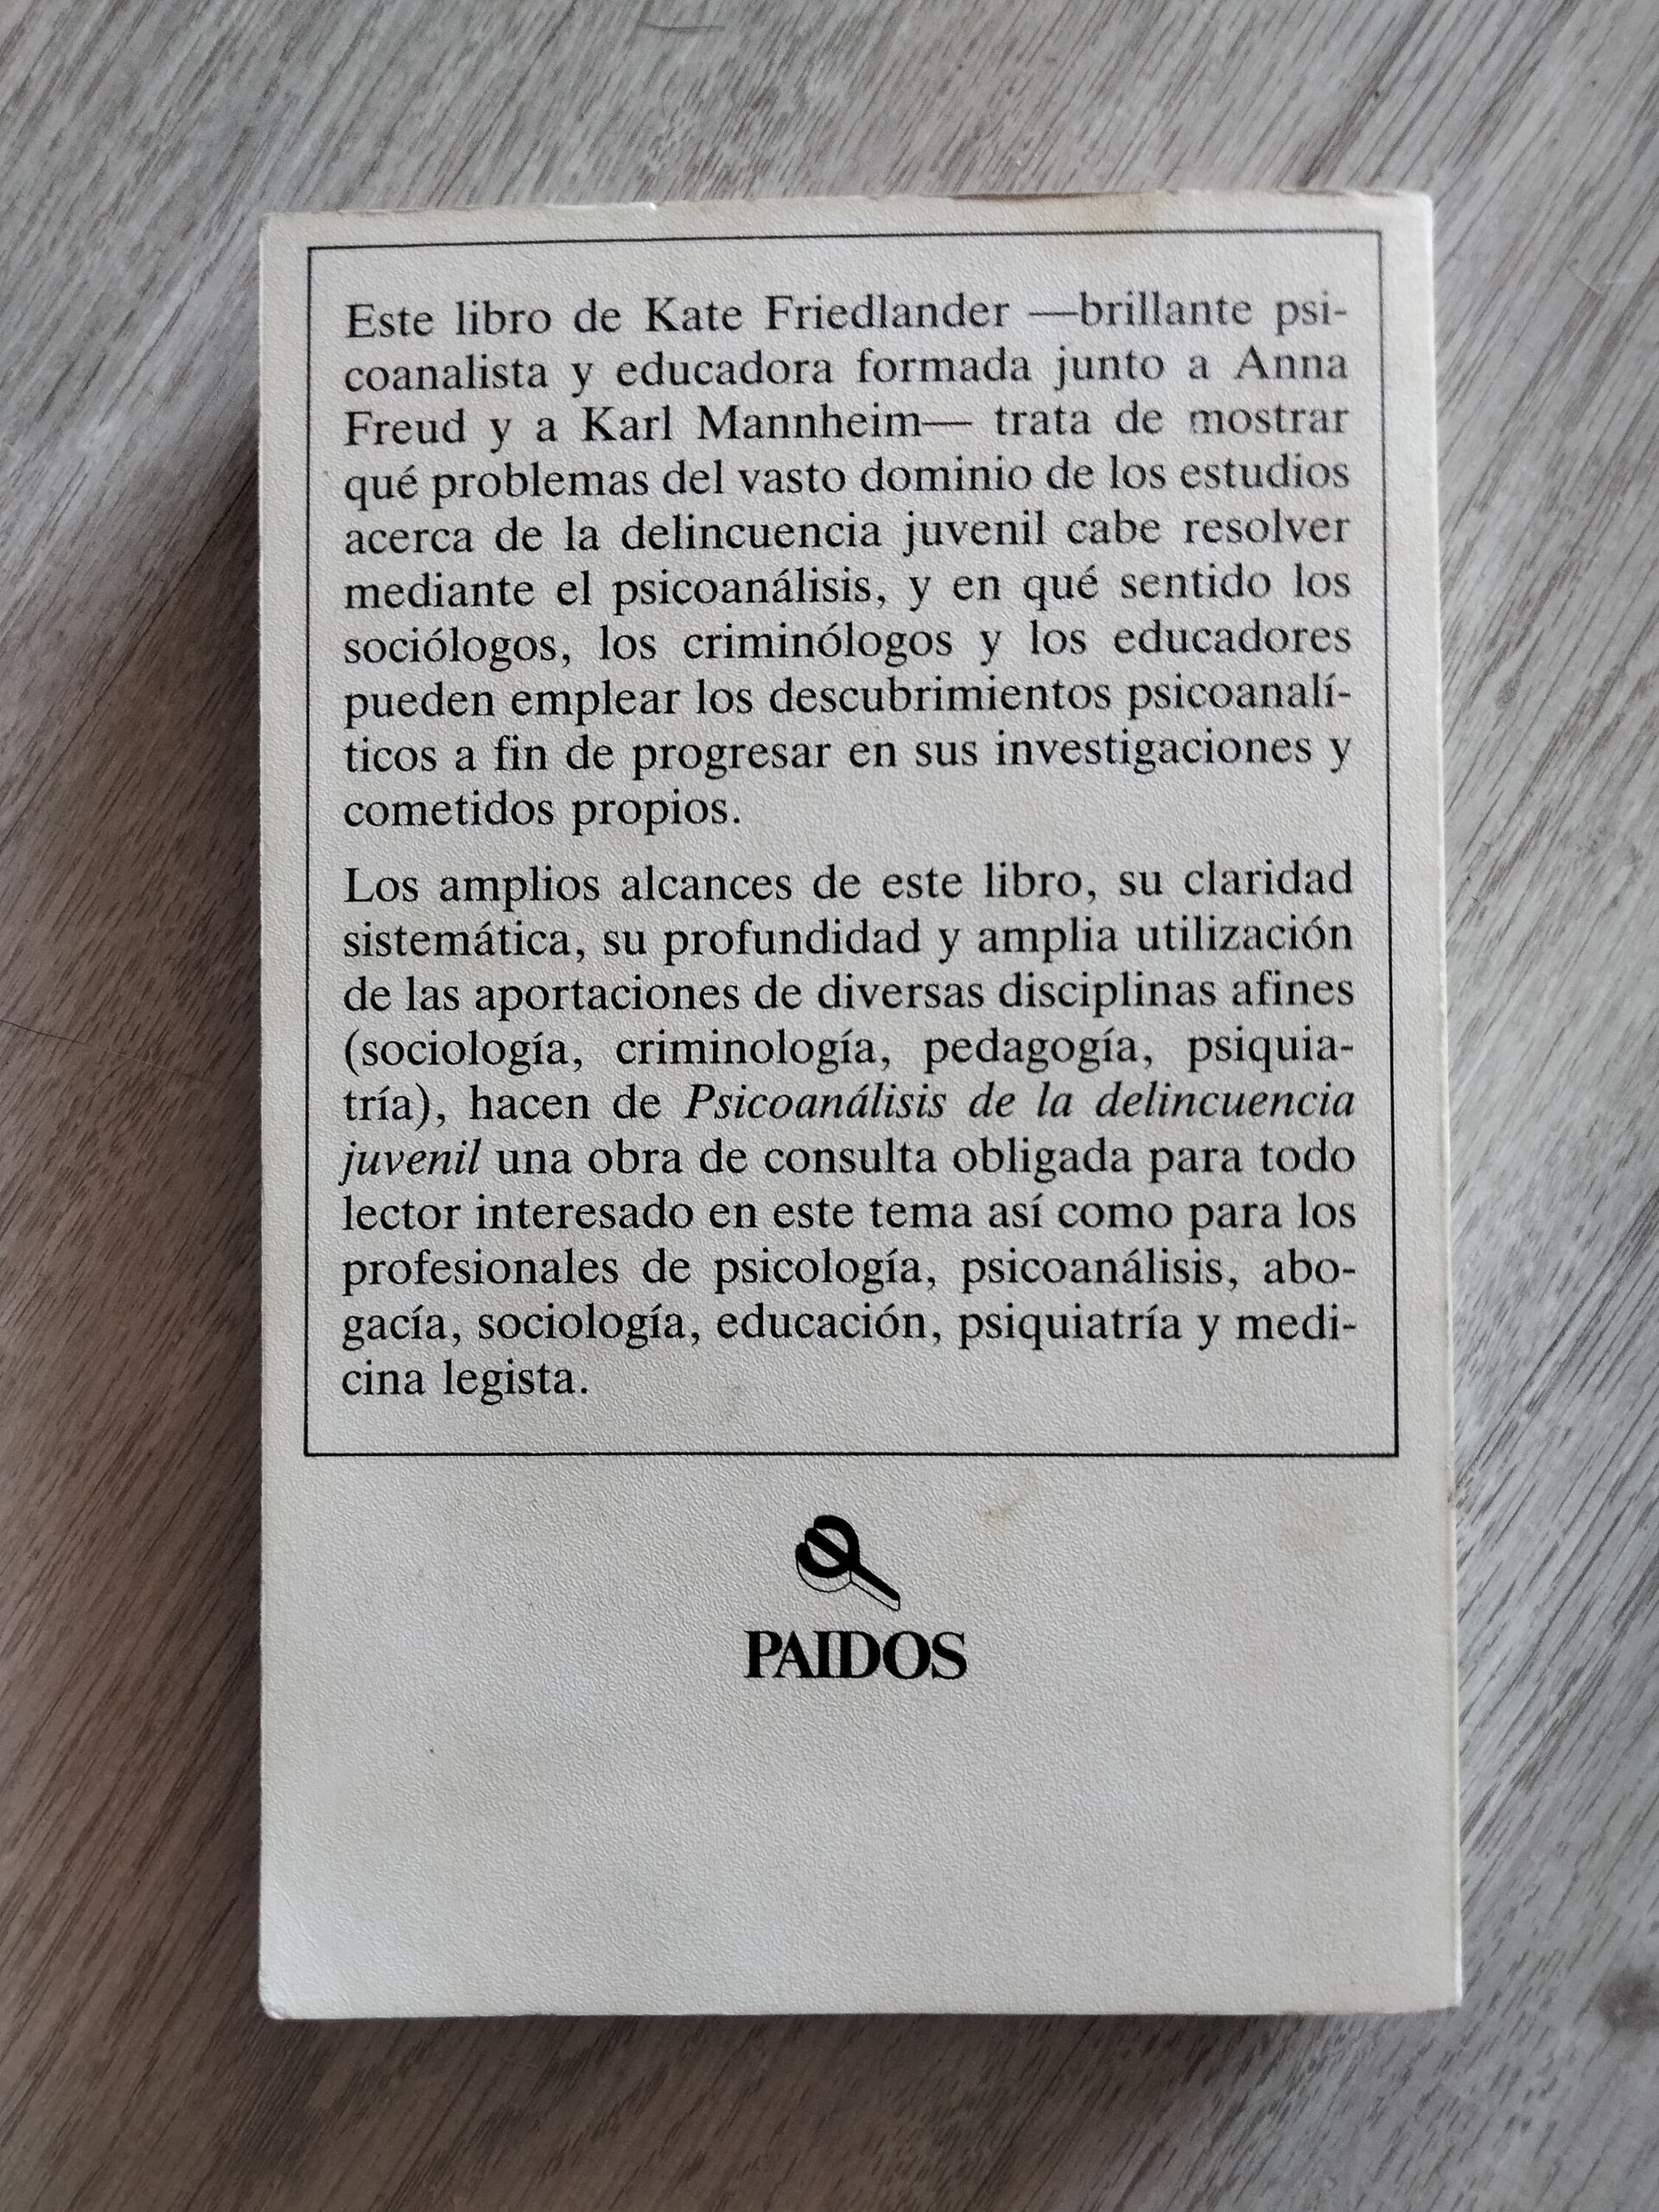 Este libro de Kate Friedlander —brillante psi-
coanalista y educadora formada junto a Anna
Freud y a Karl Mannheim— trata de mostrar
qué problemas del vasto dominio de los estudios
acerca de la delincuencia juvenil cabe resolver
mediante el psicoanálisis, y en qué sentido los
sociólogos, los criminólogos y los educadores
pueden emplear los descubrimientos psicoanalí-
ticos a fin de progresar en sus investigaciones y
cometidos propios.
Los amplios alcances de este libro, su claridad
sistemática, su profundidad y amplia utilización
de las aportaciones de diversas disciplinas afines
(sociología, criminología, pedagogía, psiquia-
tría), hacen de Psicoanálisis de la delincuencia
juvenil una obra de consulta obligada para todo
lector interesado en este tema así como para los
profesionales de psicología, psicoanálisis, abo-
gacía, sociología, educación, psiquiatría y medi-
cina legista.
PAIDOS